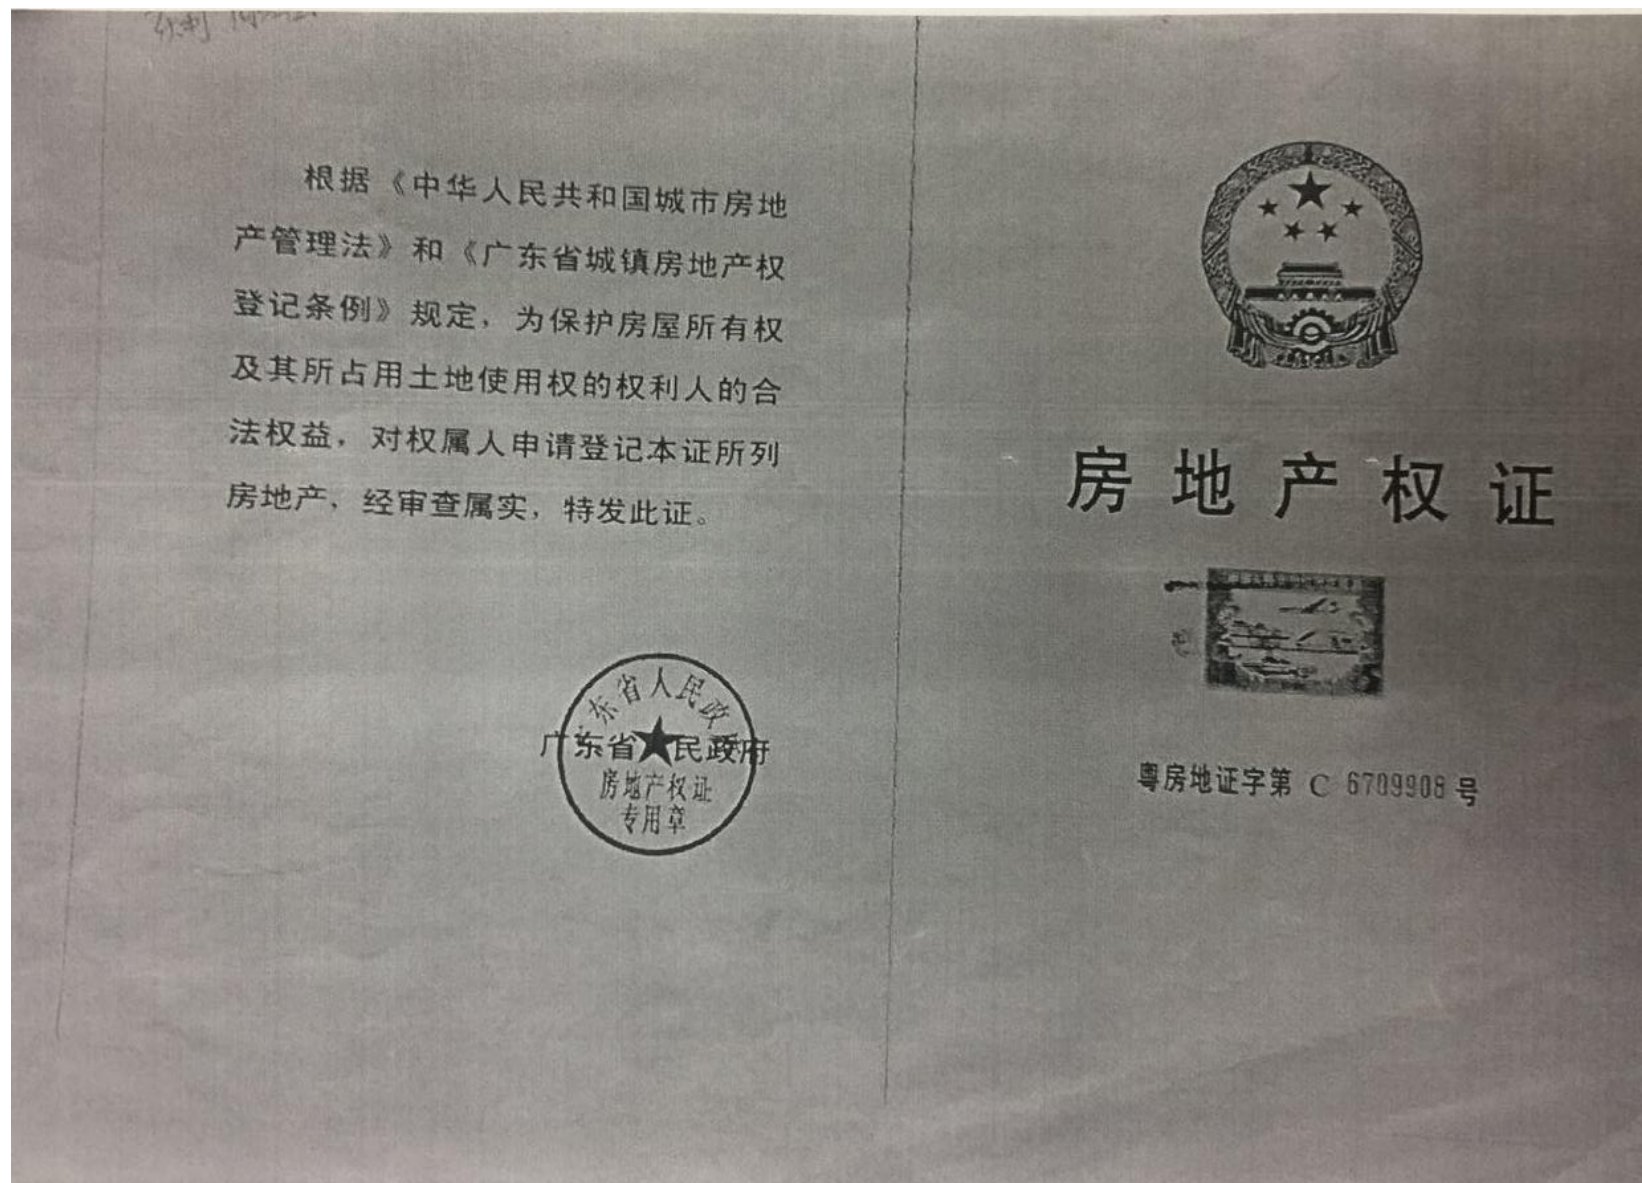 根据《中华人民共和国城市房地
产管理法》和《广东省城镇房地产权
登记条例》规定，为保护房屋所有权
及其所占用土地使用权的权利人的合
法权益，对权属人申请登记本证所列
房地产，经审查属实，特发此证。
东省人民政
广东省 民政府
房地产权证
专用章
房地产权证
粤房地证字第 C 6709908 号